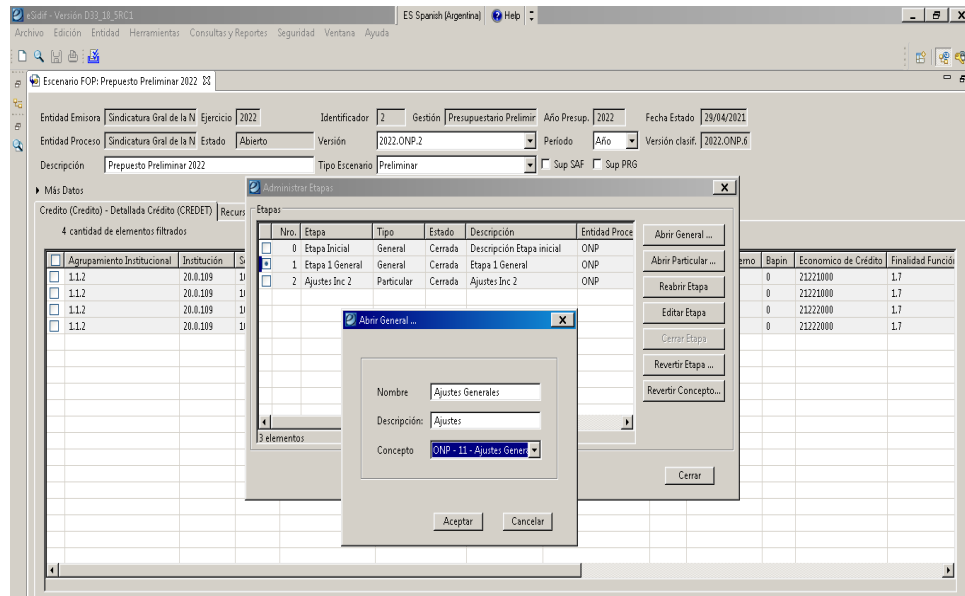 eSidif - Versión D33_10_5RC1
ES Spanish (Argentina) Help
Archivo Edición Entidad Herramientas Consultas y Reportes Seguridad Ventana Ayuda
Escenario FOP: Prepuesto Preliminar 2022
Entidad Emisora Sindicatura Gral de la N Ejercicio 2022 Identificador 2 Gestión Presupuestario Prelimir Año Presup. 2022 Fecha Estado 29/04/2021
Entidad Proceso Sindicatura Gral de la N Estado Abierto Versión 2022.ONP.2 Período Año Versión clasif. 2022.ONP.6
Descripción Prepuesto Preliminar 2022 Tipo Escenario Preliminar Sup SAF Sup PRG
Más Datos
Credito (Credito) - Detallada Crédito (CREDET) Recurs
4 cantidad de elementos filtrados
Agrupamiento Institucional Institución S erno Bapin Economico de Crédito Finalidad Funciór
1.1.2 20.0.109 10 0 21221000 1.7
1.1.2 20.0.109 10 0 21221000 1.7
1.1.2 20.0.109 10 0 21222000 1.7
1.1.2 20.0.109 10 0 21222000 1.7
Administrar Etapas X
Etapas
Nro. Etapa Tipo Estado Descripción Entidad Proce
0 Etapa Inicial General Cerrada Descripción Etapa inicial ONP
1 Etapa 1 General General Cerrada Etapa 1 General ONP
2 Ajustes Inc 2 Particular Cerrada Ajustes Inc 2 ONP
3 elementos
Abrir General ...
Abrir Particular ...
Reabrir Etapa
Editar Etapa
Cerrar Etapa
Revertir Etapa ...
Revertir Concepto...
Cerrar
Abrir General ... X
Nombre Ajustes Generales
Descripción: Ajustes
Concepto ONP - 11 - Ajustes Genera
Aceptar Cancelar